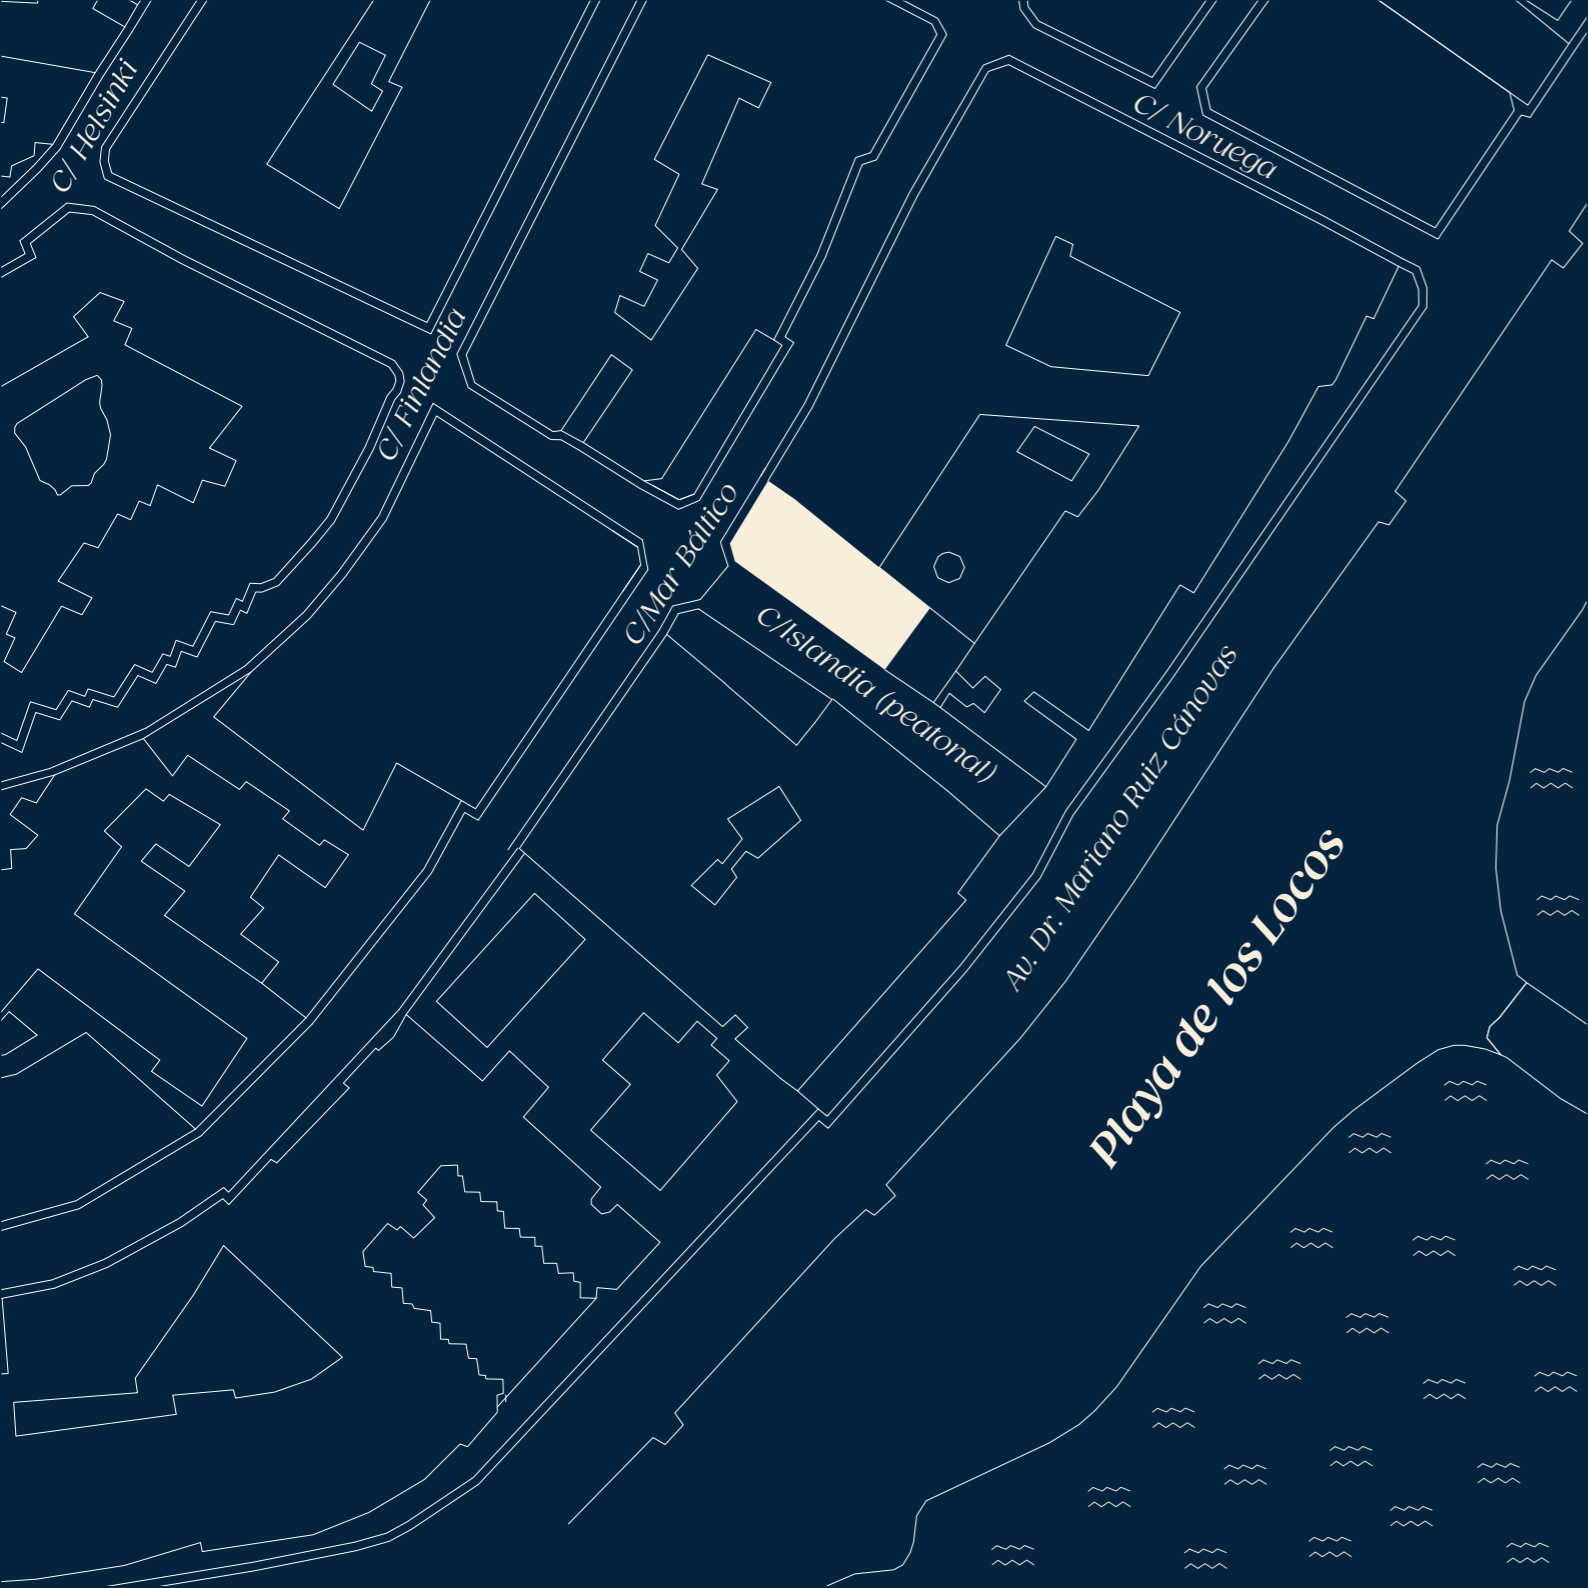 C/ Helsinki
C/ Noruega
C/ Finlandia
C/Mar Báltico
C/Islandia (peatonal)
Av. Dr. Mariano Ruiz Cánovas
Playa de los Locos